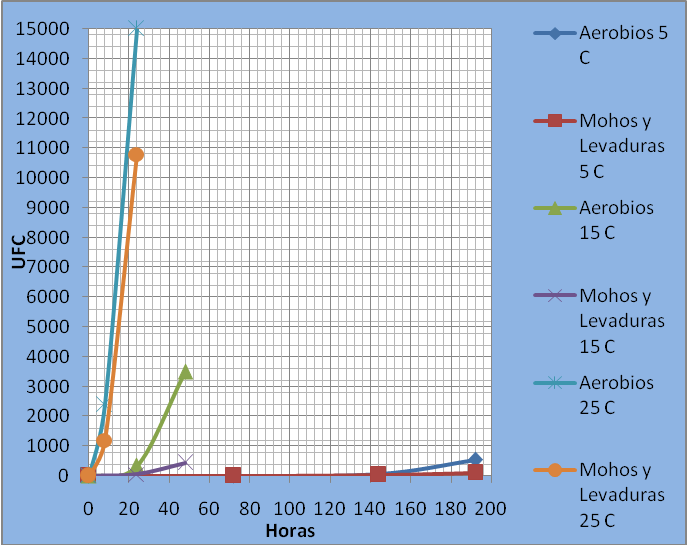 15000
14000
13000
12000
11000
10000
9000
8000
7000
6000
5000
4000
3000
2000
1000
0
UFC
0 20 40 60 80 100 120 140 160 180 200
Horas
Aerobios 5
C
Mohos y
Levaduras
5 C
Aerobios
15 C
Mohos y
Levaduras
15 C
Aerobios
25 C
Mohos y
Levaduras
25 C